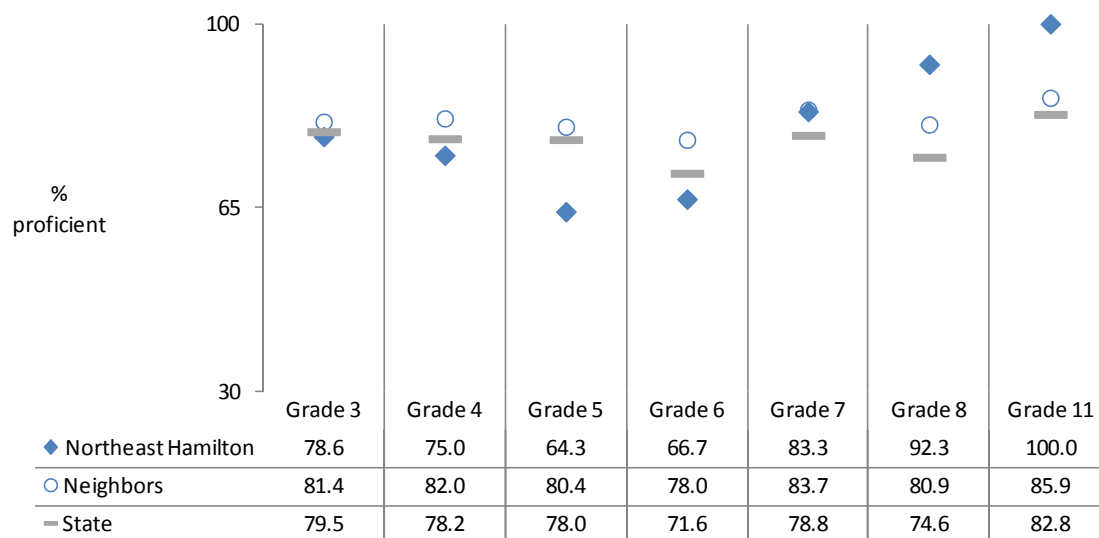 100
%
proficient
65
30
Grade 3 Grade 4 Grade 5 Grade 6 Grade 7 Grade 8 Grade 11
Northeast Hamilton 78.6 75.0 64.3 66.7 83.3 92.3 100.0
Neighbors 81.4 82.0 80.4 78.0 83.7 80.9 85.9
State 79.5 78.2 78.0 71.6 78.8 74.6 82.8